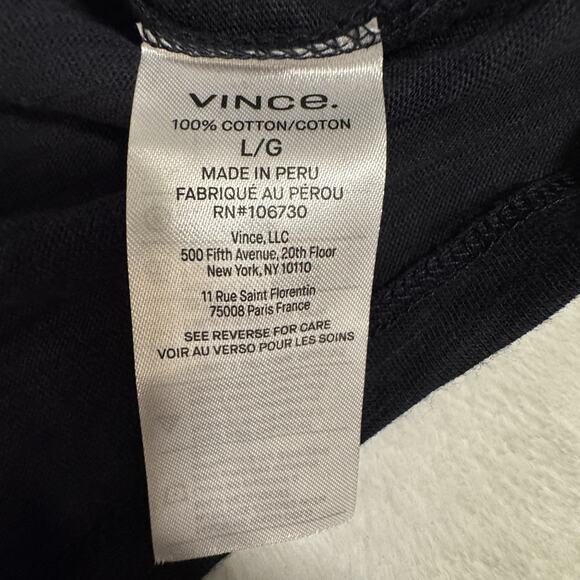 VINCE.
100% COTTON/COTON
L/G
MADE IN PERU
FABRIQUÉ AU PÉROU
RN#106730
Vince, LLC
500 Fifth Avenue, 20th Floor
New York, NY 10110
11 Rue Saint Florentin
75008 Paris France
SEE REVERSE FOR CARE
VOIR AU VERSO POUR LES SOINS